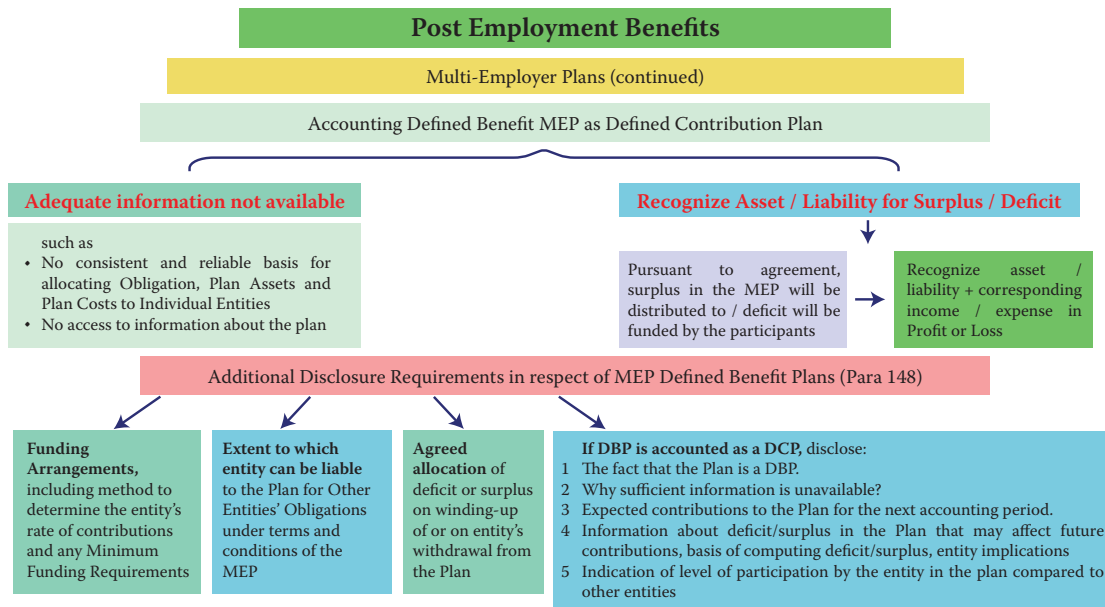 Post Employment Benefits
Multi-Employer Plans (continued)
Accounting Defined Benefit MEP as Defined Contribution Plan
Adequate information not available
such as
• No consistent and reliable basis for
allocating Obligation, Plan Assets and
Plan Costs to Individual Entities
• No access to information about the plan
Recognize Asset / Liability for Surplus / Deficit
Pursuant to agreement,
surplus in the MEP will be
distributed to / deficit will be
funded by the participants
Recognize asset /
liability + corresponding
income / expense in
Profit or Loss
Additional Disclosure Requirements in respect of MEP Defined Benefit Plans (Para 148)
Funding
Arrangements,
including method to
determine the entity's
rate of contributions
and any Minimum
Funding Requirements
Extent to which
entity can be liable
to the Plan for Other
Entities' Obligations
under terms and
conditions of the
MEP
Agreed
allocation of
deficit or surplus
on winding-up
of or on entity's
withdrawal from
the Plan
If DBP is accounted as a DCP, disclose:
1 The fact that the Plan is a DBP.
2 Why sufficient information is unavailable?
3 Expected contributions to the Plan for the next accounting period.
4 Information about deficit/surplus in the Plan that may affect future
contributions, basis of computing deficit/surplus, entity implications
5 Indication of level of participation by the entity in the plan compared to
other entities